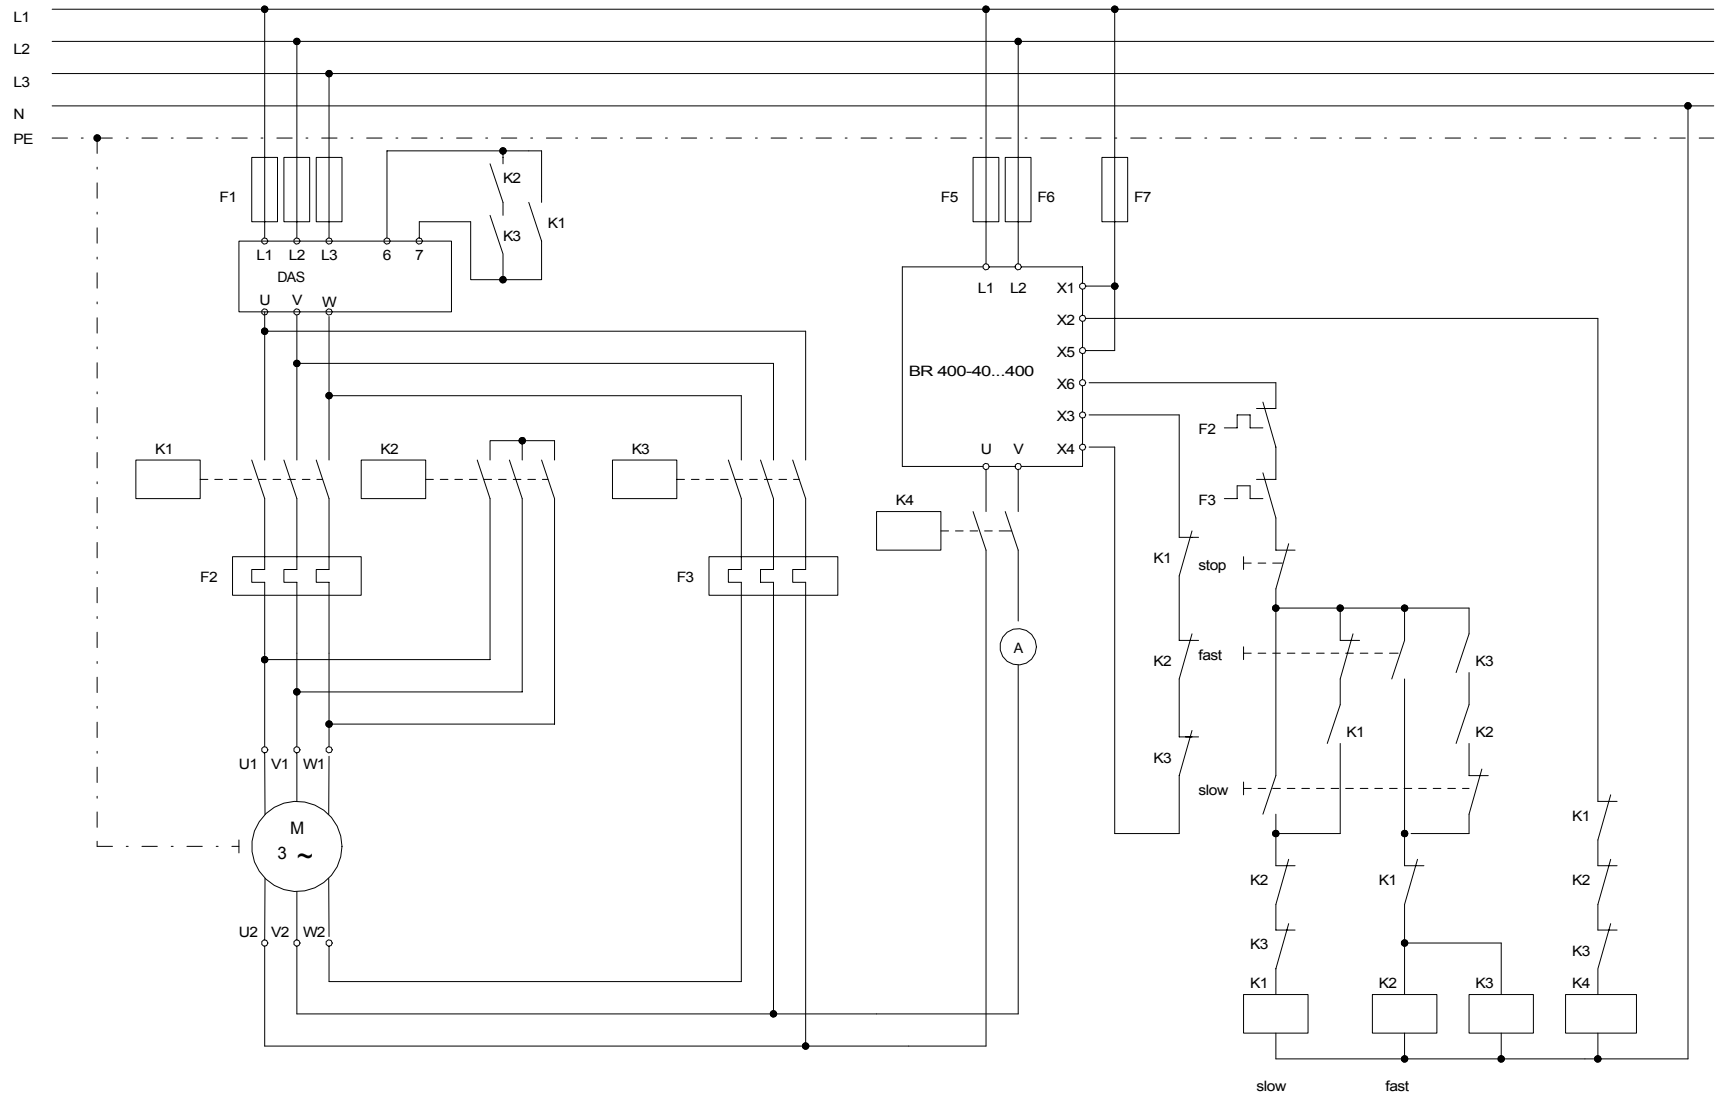 L1
L2
L3
N
PE
F1
K2
K3
K1
F5
F6
F7
L1 L2 L3 6 7
DAS
U V W
L1 L2 X1
X2
X5
BR 400-40...400
X6
X3
U V X4
K1
K2
K3
K4
F2
F3
F2
F3
K1
stop
A
K2
fast
K3
K1
K2
K3
slow
U1 V1 W1
M
3 ~
K1
K2
K1
K2
U2 V2 W2
K3
K3
K1
K2
K3
K4
slow
fast